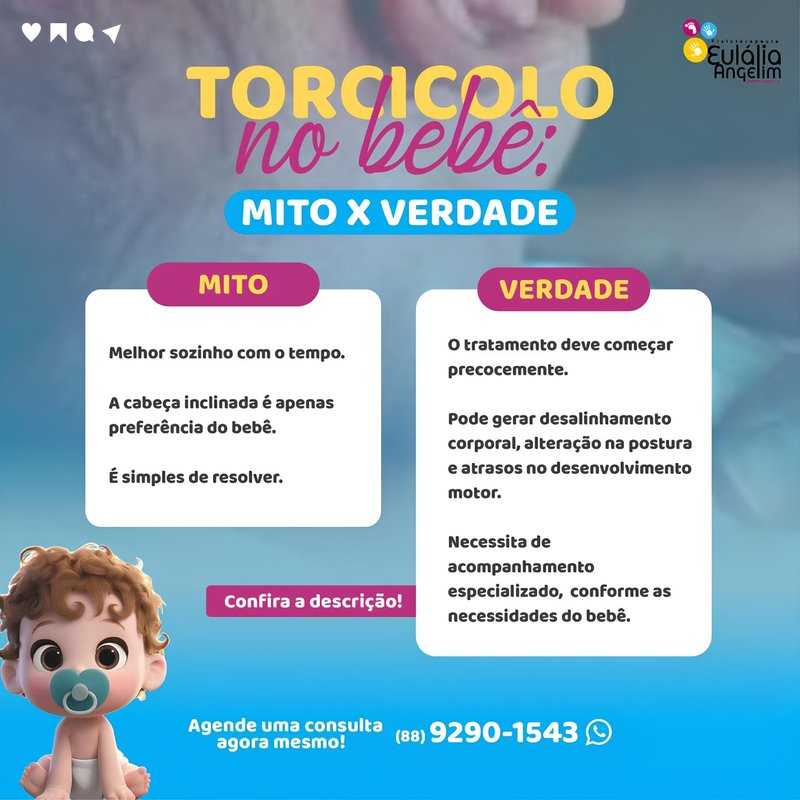 Fisioterapeuta
Eulália
Angelim
TORCICOLO
no bebê:
MITO X VERDADE
MITO
Melhor sozinho com o tempo.
A cabeça inclinada é apenas
preferência do bebê.
É simples de resolver.
VERDADE
O tratamento deve começar
precocemente.
Pode gerar desalinhamento
corporal, alteração na postura
e atrasos no desenvolvimento
motor.
Necessita de
acompanhamento
especializado, conforme as
necessidades do bebê.
Confira a descrição!
Agende uma consulta
agora mesmo!
(88) 9290-1543